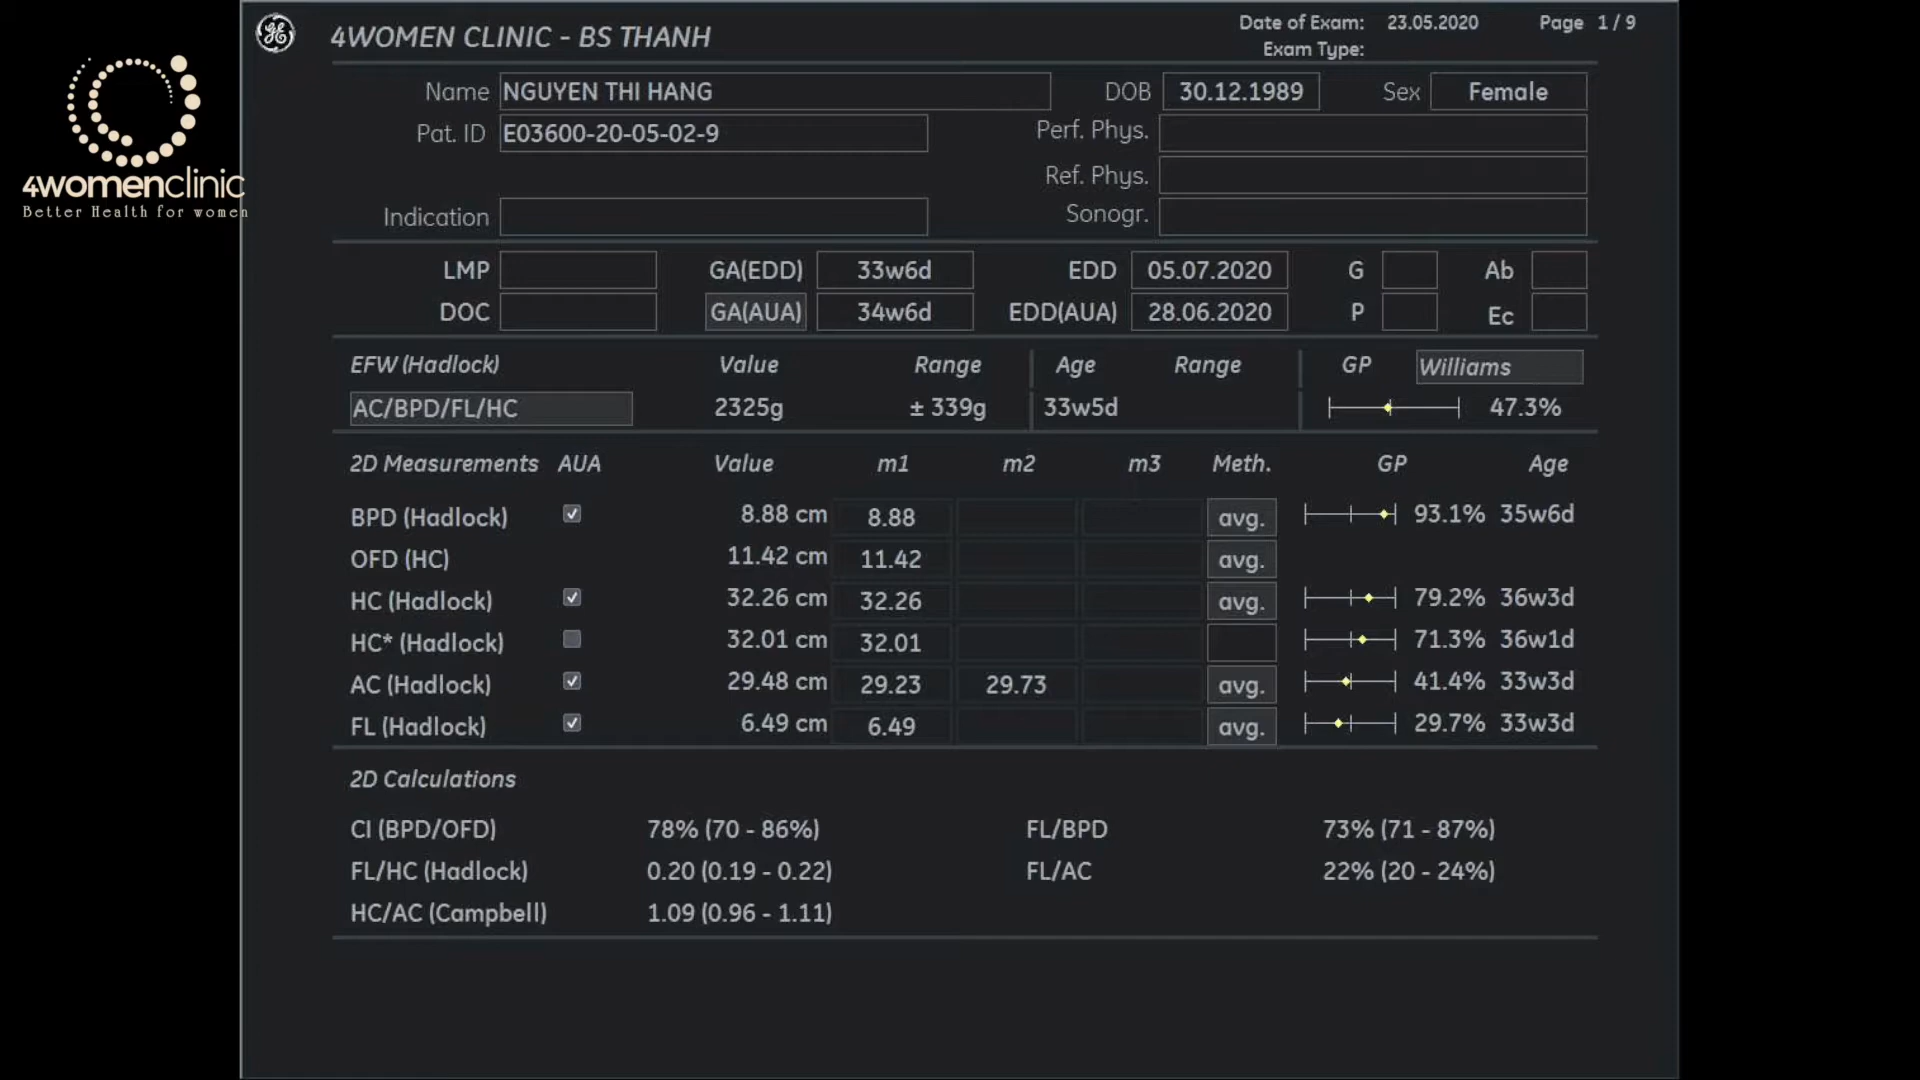 4womenclinic
Better Health for women
4WOMEN CLINIC - BS THANH
Date of Exam: 23.05.2020 Page 1 / 9
Exam Type:
Name NGUYEN THI HANG DOB 30.12.1989 Sex Female
Pat. ID E03600-20-05-02-9 Perf. Phys.
Ref. Phys.
Indication Sonogr.
LMP GA(EDD) 33w6d EDD 05.07.2020 G Ab
DOC GA(AUA) 34w6d EDD(AUA) 28.06.2020 P Ec
EFW (Hadlock) Value Range Age Range GP Williams
AC/BPD/FL/HC 2325g ± 339g 33w5d 47.3%
2D Measurements AUA Value m1 m2 m3 Meth. GP Age
BPD (Hadlock) 8.88 cm 8.88 avg. 93.1% 35w6d
OFD (HC) 11.42 cm 11.42 avg.
HC (Hadlock) 32.26 cm 32.26 avg. 79.2% 36w3d
HC* (Hadlock) 32.01 cm 32.01 71.3% 36w1d
AC (Hadlock) 29.48 cm 29.23 29.73 avg. 41.4% 33w3d
FL (Hadlock) 6.49 cm 6.49 avg. 29.7% 33w3d
2D Calculations
CI (BPD/OFD) 78% (70 - 86%) FL/BPD 73% (71 - 87%)
FL/HC (Hadlock) 0.20 (0.19 - 0.22) FL/AC 22% (20 - 24%)
HC/AC (Campbell) 1.09 (0.96 - 1.11)